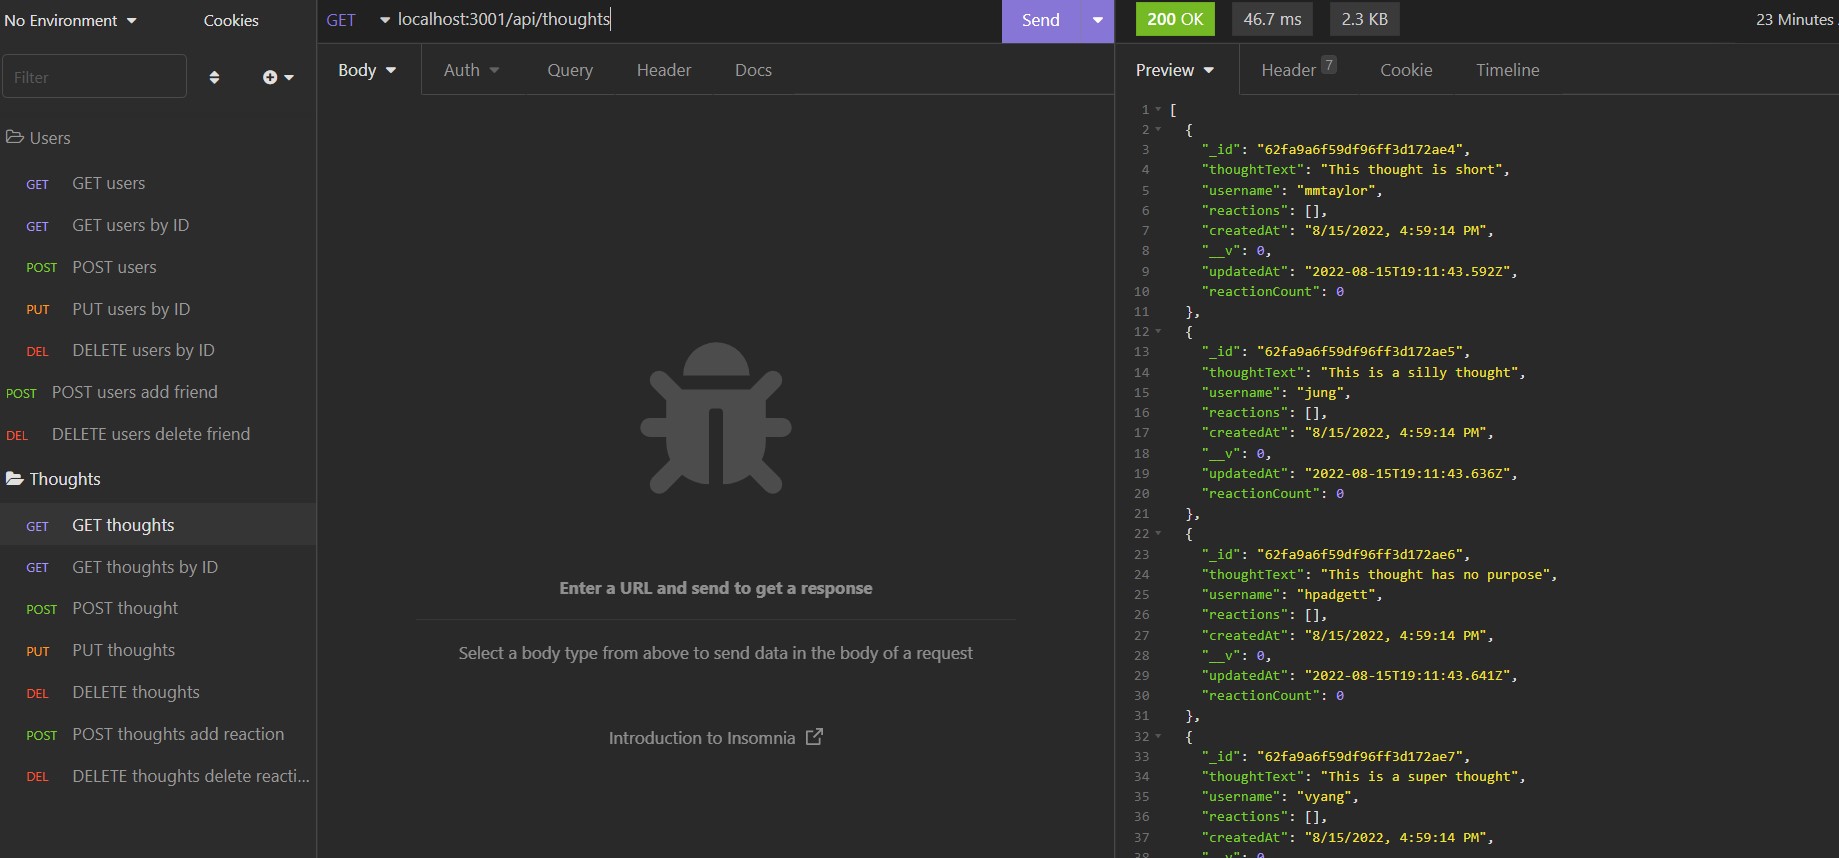 No Environment
Cookies
Filter
Users
GET GET users
GET GET users by ID
POST POST users
PUT PUT users by ID
DEL DELETE users by ID
POST POST users add friend
DEL DELETE users delete friend
Thoughts
GET GET thoughts
GET GET thoughts by ID
POST POST thought
PUT PUT thoughts
DEL DELETE thoughts
POST POST thoughts add reaction
DEL DELETE thoughts delete reacti...
GET localhost:3001/api/thoughts Send
Body Auth Query Header Docs
Enter a URL and send to get a response
Select a body type from above to send data in the body of a request
Introduction to Insomnia
200 OK 46.7 ms 2.3 KB 23 Minutes
Preview Header 7 Cookie Timeline
1 [
2 {
3 "_id": "62fa9a6f59df96ff3d172ae4",
4 "thoughtText": "This thought is short",
5 "username": "mmtaylor",
6 "reactions": [],
7 "createdAt": "8/15/2022, 4:59:14 PM",
8 "__v": 0,
9 "updatedAt": "2022-08-15T19:11:43.592Z",
10 "reactionCount": 0
11 },
12 {
13 "_id": "62fa9a6f59df96ff3d172ae5",
14 "thoughtText": "This is a silly thought",
15 "username": "jung",
16 "reactions": [],
17 "createdAt": "8/15/2022, 4:59:14 PM",
18 "__v": 0,
19 "updatedAt": "2022-08-15T19:11:43.636Z",
20 "reactionCount": 0
21 },
22 {
23 "_id": "62fa9a6f59df96ff3d172ae6",
24 "thoughtText": "This thought has no purpose",
25 "username": "hpadgett",
26 "reactions": [],
27 "createdAt": "8/15/2022, 4:59:14 PM",
28 "__v": 0,
29 "updatedAt": "2022-08-15T19:11:43.641Z",
30 "reactionCount": 0
31 },
32 {
33 "_id": "62fa9a6f59df96ff3d172ae7",
34 "thoughtText": "This is a super thought",
35 "username": "vyang",
36 "reactions": [],
37 "createdAt": "8/15/2022, 4:59:14 PM",
38 "__v": 0